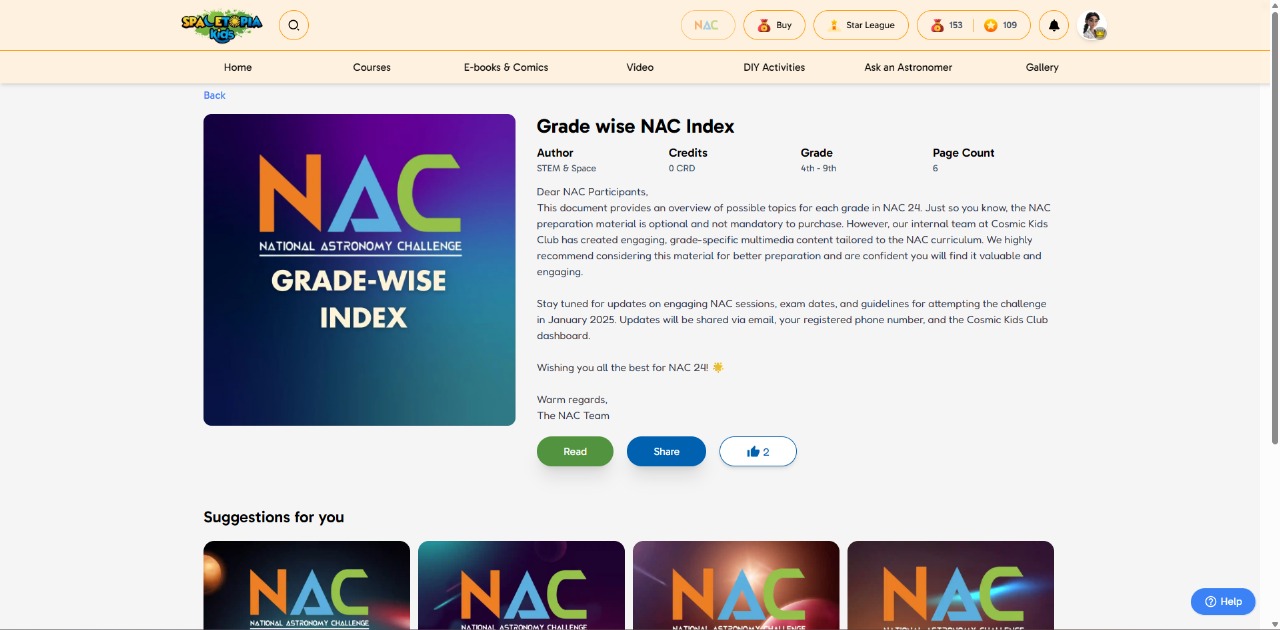 SPACETOPIA
Kids
NAC
Buy
Star League
153
109
Home
Courses
E-books & Comics
Video
DIY Activities
Ask an Astronomer
Gallery
Back
NAC
NATIONAL ASTRONOMY CHALLENGE
GRADE-WISE
INDEX
Grade wise NAC Index
Author
Credits
Grade
Page Count
STEM & Space
0 CRD
4th - 9th
6
Dear NAC Participants,
This document provides an overview of possible topics for each grade in NAC 24. Just so you know, the NAC
preparation material is optional and not mandatory to purchase. However, our internal team at Cosmic Kids
Club has created engaging, grade-specific multimedia content tailored to the NAC curriculum. We highly
recommend considering this material for better preparation and are confident you will find it valuable and
engaging.
Stay tuned for updates on engaging NAC sessions, exam dates, and guidelines for attempting the challenge
in January 2025. Updates will be shared via email, your registered phone number, and the Cosmic Kids Club
dashboard.
Wishing you all the best for NAC 24! 🌟
Warm regards,
The NAC Team
Read
Share
2
Suggestions for you
NAC
NATIONAL ASTRONOMY CHALLENGE
NAC
NATIONAL ASTRONOMY CHALLENGE
NAC
NATIONAL ASTRONOMY CHALLENGE
NAC
NATIONAL ASTRONOMY CHALLENGE
Help